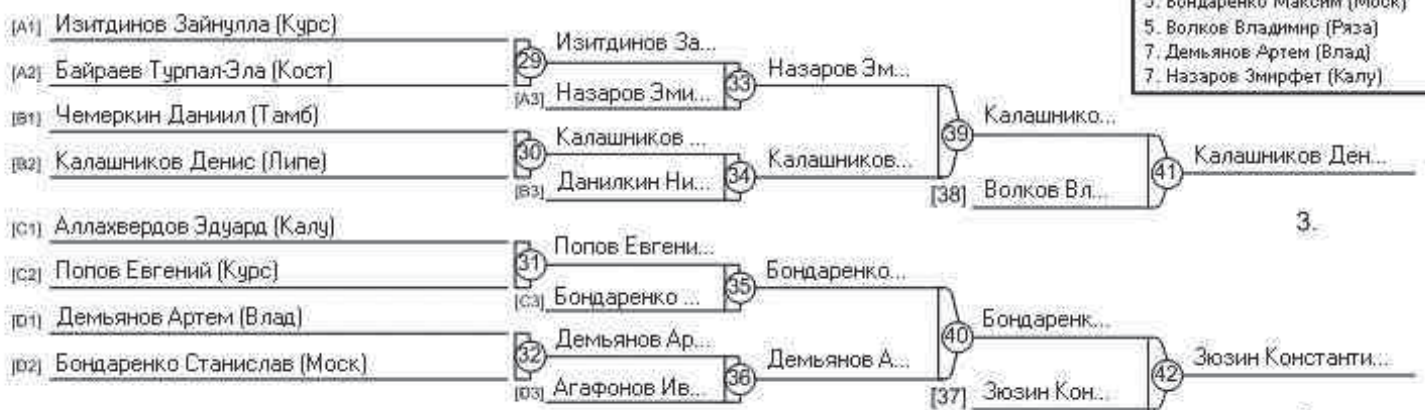 5. Бондаренко Максим (Моск)
5. Волков Владимир (Ряза)
7. Демьянов Артем (Влад)
7. Назаров Эмирфет (Калу)
[A1] Изитдинов Зайнулла (Курс)
[A2] Байраев Турпал-Эла (Кост)
29 Изитдинов За...
[A3] Назаров Эми...
33 Назаров Эм...
[B1] Чемеркин Даниил (Тамб)
[B2] Калашников Денис (Липе)
30 Калашников ...
[B3] Данилкин Ни...
34 Калашников...
39 Калашнико...
[38] Волков Вл...
41 Калашников Ден...
3.
[C1] Аллахвердов Эдуард (Калу)
[C2] Попов Евгений (Курс)
31 Попов Евгени...
[C3] Бондаренко ...
35 Бондаренко...
[D1] Демьянов Артем (Влад)
[D2] Бондаренко Станислав (Моск)
32 Демьянов Ар...
[D3] Агафонов Ив...
36 Демьянов А...
40 Бондаренк...
[37] Зюзин Кон...
42 Зюзин Константи...